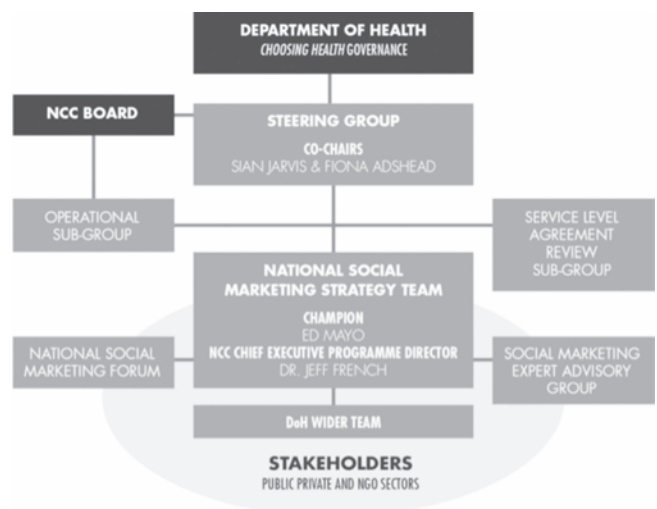 DEPARTMENT OF HEALTH
CHOOSING HEALTH GOVERNANCE
NCC BOARD
STEERING GROUP
CO-CHAIRS
SIAN JARVIS & FIONA ADSHEAD
OPERATIONAL
SUB-GROUP
SERVICE LEVEL
AGREEMENT
REVIEW
SUB-GROUP
NATIONAL SOCIAL
MARKETING STRATEGY TEAM
CHAMPION
ED MAYO
NCC CHIEF EXECUTIVE PROGRAMME DIRECTOR
DR. JEFF FRENCH
NATIONAL SOCIAL
MARKETING FORUM
SOCIAL MARKETING
EXPERT ADVISORY
GROUP
DoH WIDER TEAM
STAKEHOLDERS
PUBLIC PRIVATE AND NGO SECTORS